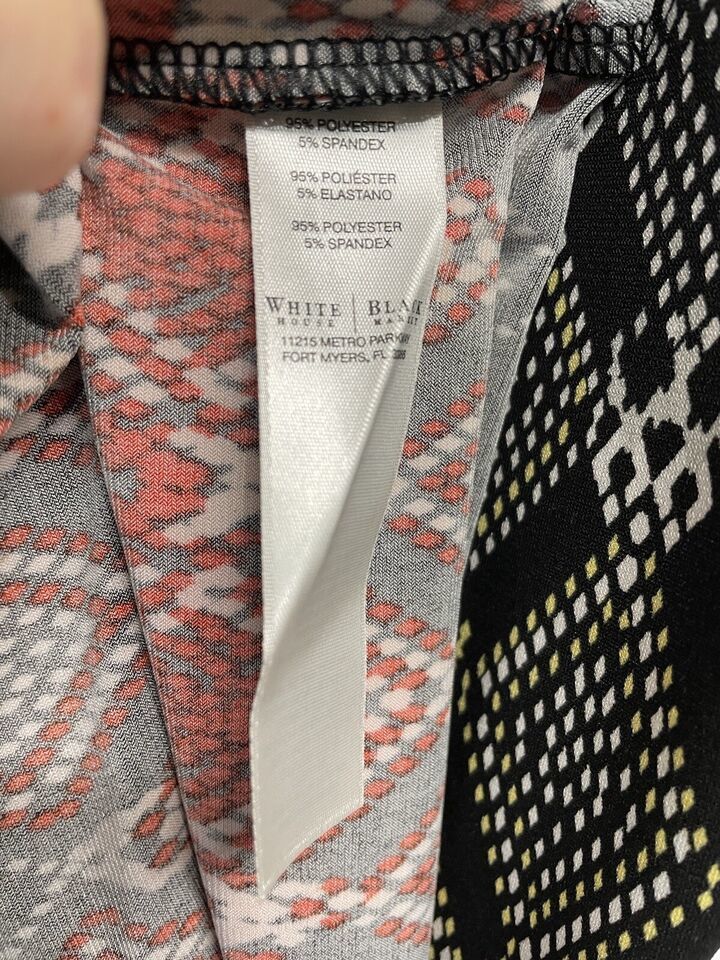 95% POLYESTER
5% SPANDEX
95% POLIÉSTER
5% ELASTANO
95% POLYESTER
5% SPANDEX
WHITE
HOUSE
11215 METRO
FORT MYERS, FL